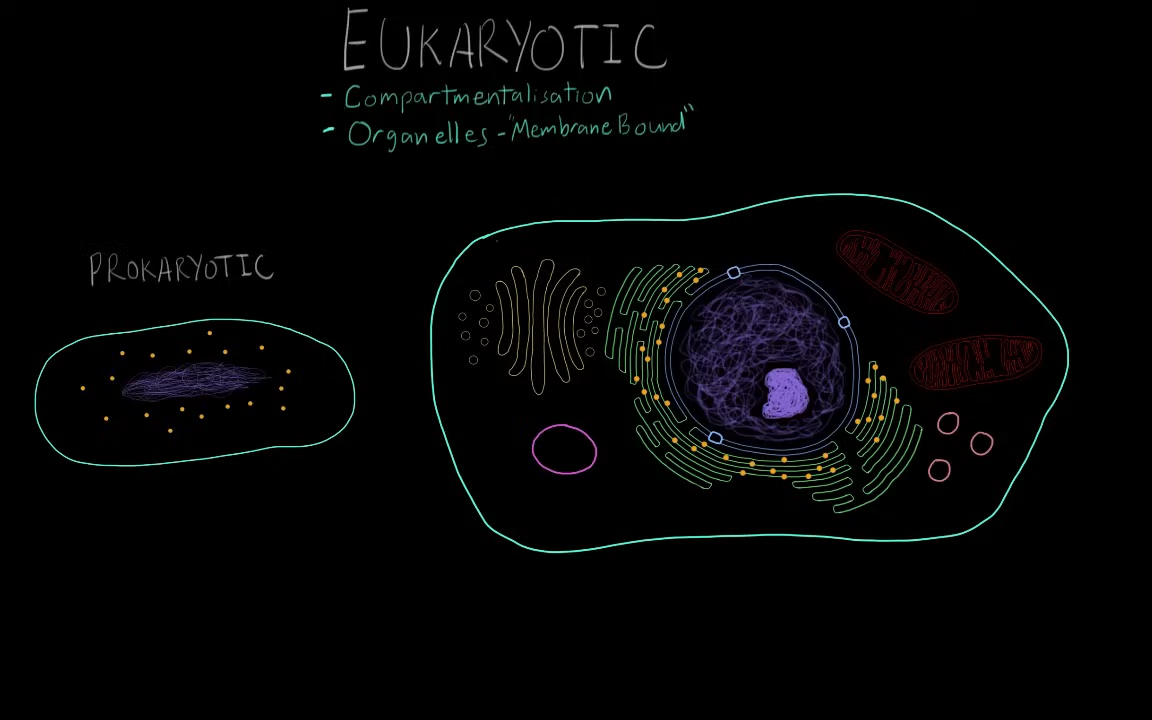 EUKARYOTIC
- Compartmentalisation
- Organelles - "Membrane Bound"
PROKARYOTIC